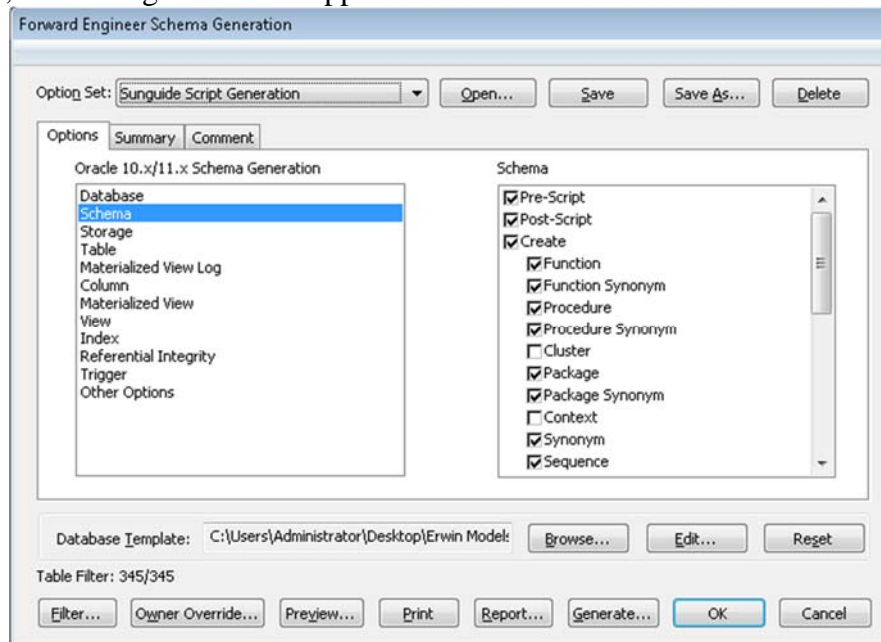 Forward Engineer Schema Generation
Option Set: Sunguide Script Generation Open... Save Save As... Delete
Options Summary Comment
Oracle 10.x/11.x Schema Generation
Database
Schema
Storage
Table
Materialized View Log
Column
Materialized View
View
Index
Referential Integrity
Trigger
Other Options
Schema
Pre-Script
Post-Script
Create
Function
Function Synonym
Procedure
Procedure Synonym
Cluster
Package
Package Synonym
Context
Synonym
Sequence
Database Template: C:\Users\Administrator\Desktop\Erwin Models Browse... Edit... Reset
Table Filter: 345/345
Filter... Owner Override... Preview... Print Report... Generate... OK Cancel